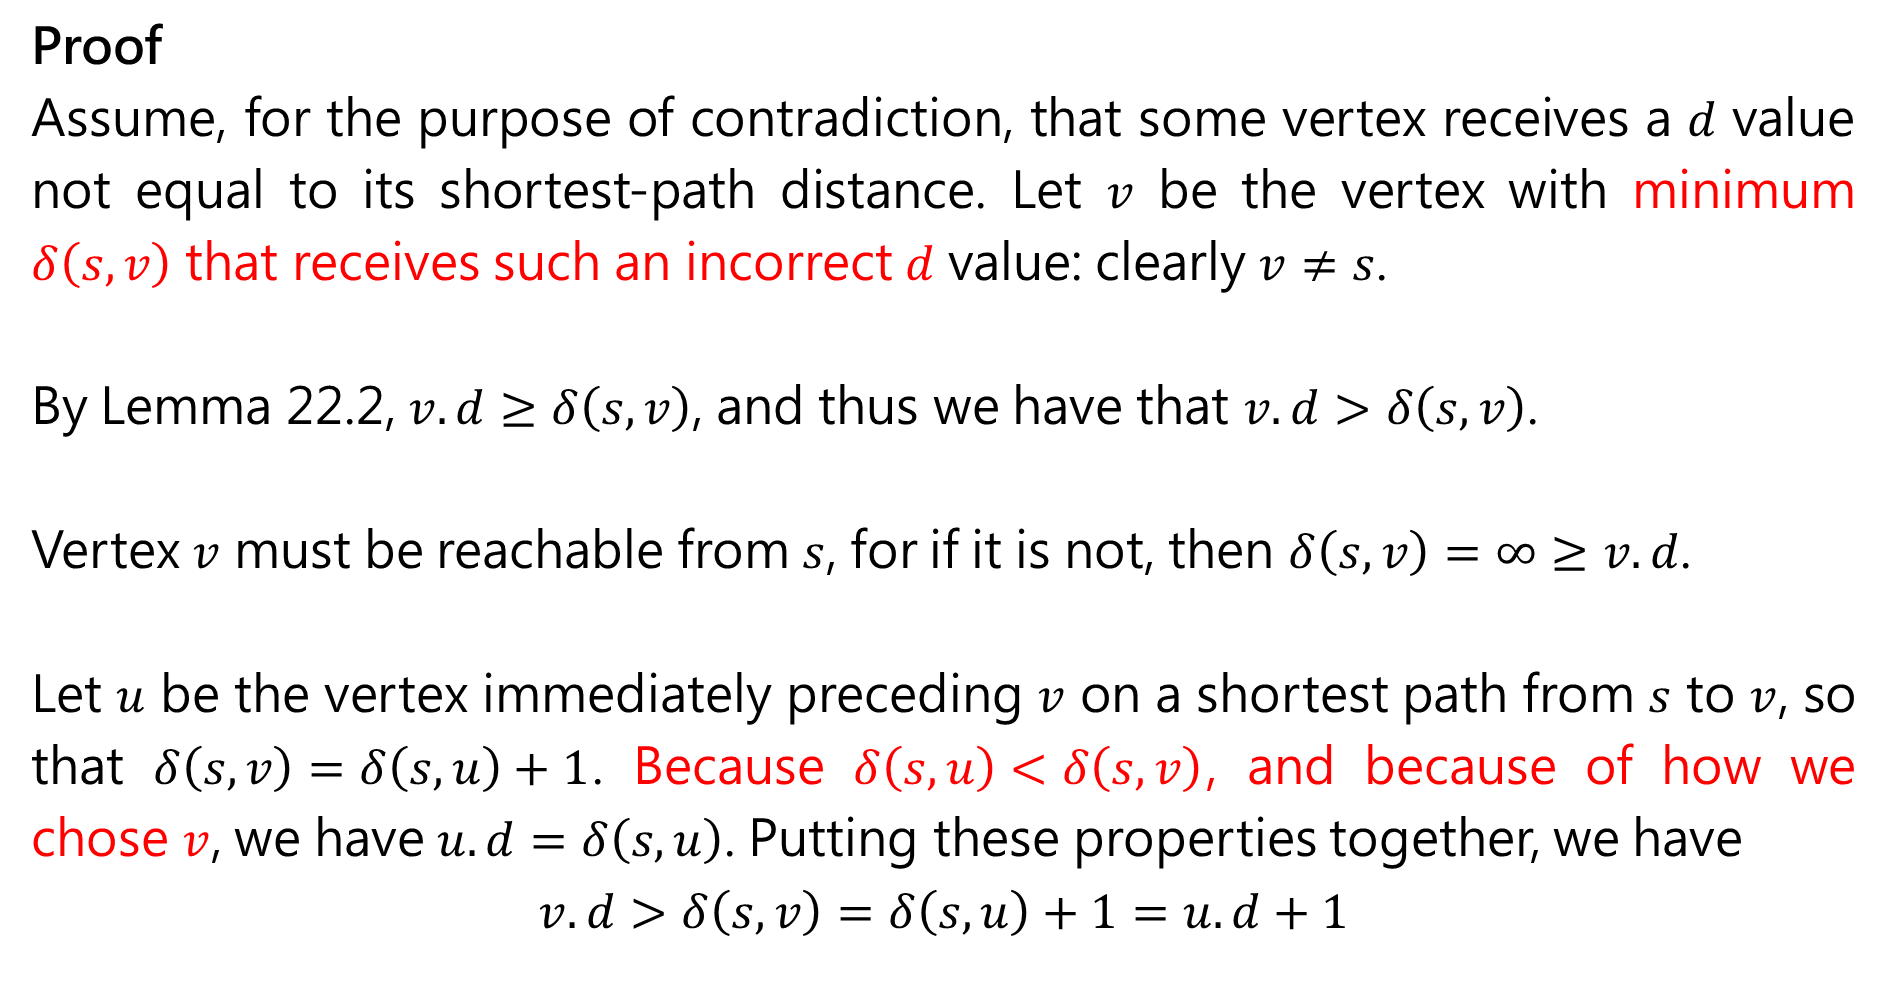 Proof
Assume, for the purpose of contradiction, that some vertex receives a d value
not equal to its shortest-path distance. Let v be the vertex with minimum
δ(s, v) that receives such an incorrect d value: clearly v ≠ s.
By Lemma 22.2, v. d ≥ δ(s, v), and thus we have that v. d > δ(s, v).
Vertex v must be reachable from s, for if it is not, then δ(s, v) = ∞ ≥ v. d.
Let u be the vertex immediately preceding v on a shortest path from s to v, so
that δ(s, v) = δ(s, u) + 1. Because δ(s, u) < δ(s, v), and because of how we
chose v, we have u. d = δ(s, u). Putting these properties together, we have
v. d > δ(s, v) = δ(s, u) + 1 = u. d + 1